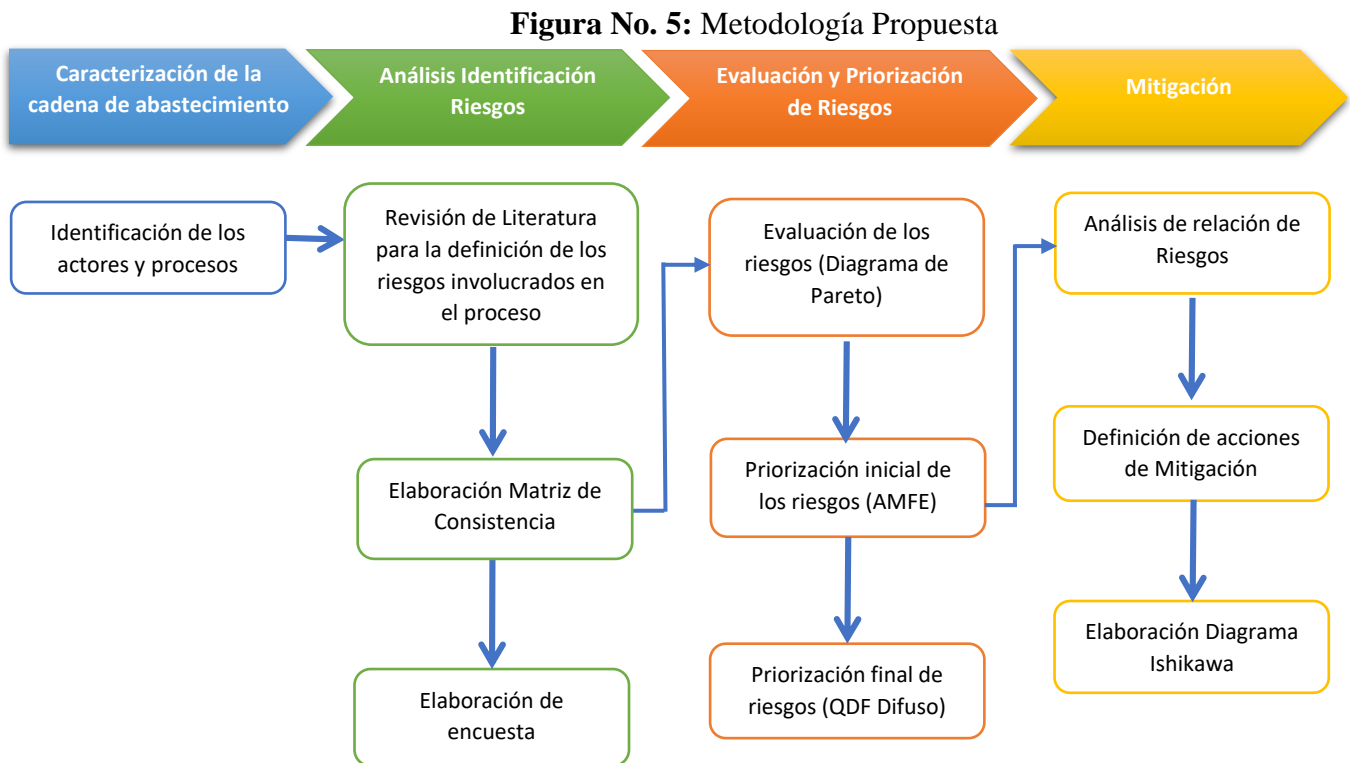 Figura No. 5: Metodología Propuesta
Caracterización de la
cadena de abastecimiento
Análisis Identificación
Riesgos
Evaluación y Priorización
de Riesgos
Mitigación
Identificación de los
actores y procesos
Revisión de Literatura
para la definición de los
riesgos involucrados en
el proceso
Elaboración Matriz de
Consistencia
Elaboración de
encuesta
Evaluación de los
riesgos (Diagrama de
Pareto)
Priorización inicial de
los riesgos (AMFE)
Priorización final de
riesgos (QDF Difuso)
Análisis de relación de
Riesgos
Definición de acciones
de Mitigación
Elaboración Diagrama
Ishikawa